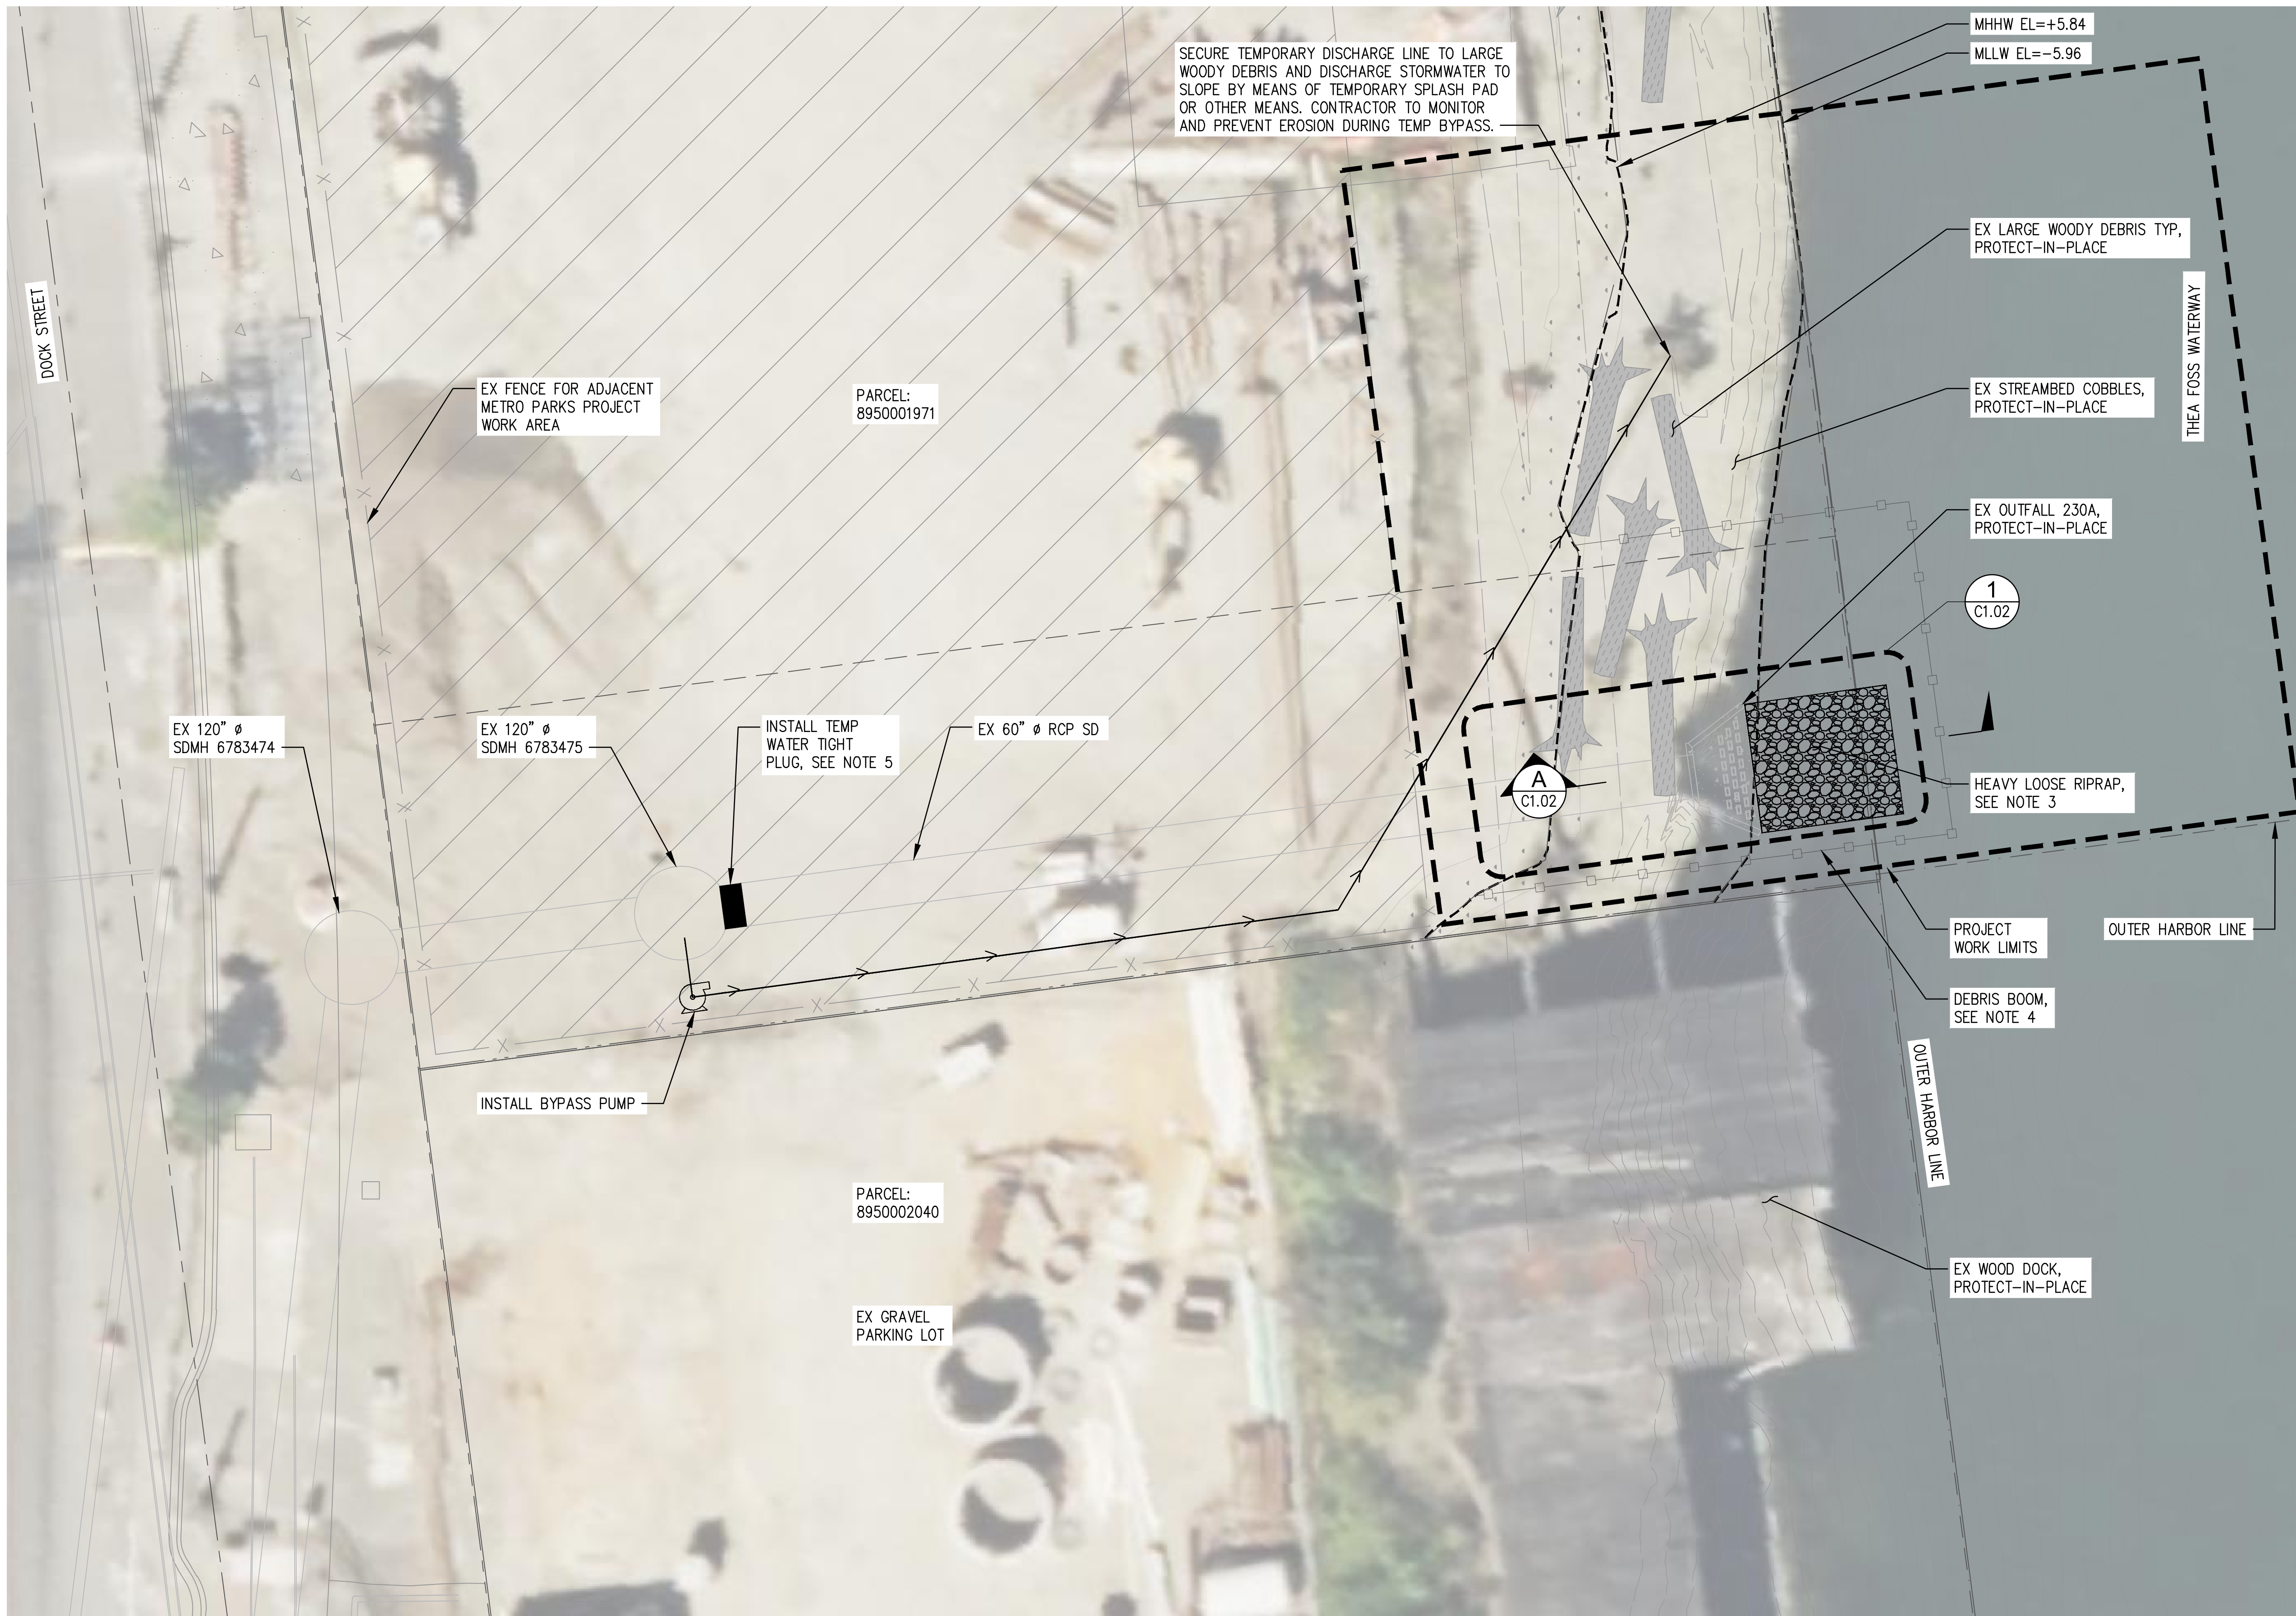 MHHW EL=+5.84
MLLW EL=−5.96
SECURE TEMPORARY DISCHARGE LINE TO LARGE
WOODY DEBRIS AND DISCHARGE STORMWATER TO
SLOPE BY MEANS OF TEMPORARY SPLASH PAD
OR OTHER MEANS. CONTRACTOR TO MONITOR
AND PREVENT EROSION DURING TEMP BYPASS.
EX LARGE WOODY DEBRIS TYP,
PROTECT−IN−PLACE
DOCK STREET
THEA FOSS WATERWAY
EX FENCE FOR ADJACENT
METRO PARKS PROJECT
WORK AREA
PARCEL:
8950001971
EX STREAMBED COBBLES,
PROTECT−IN−PLACE
EX OUTFALL 230A,
PROTECT−IN−PLACE
1
C1.02
EX 120" Ø
SDMH 6783474
EX 120" Ø
SDMH 6783475
INSTALL TEMP
WATER TIGHT
PLUG, SEE NOTE 5
EX 60" Ø RCP SD
A
C1.02
HEAVY LOOSE RIPRAP,
SEE NOTE 3
PROJECT
WORK LIMITS
OUTER HARBOR LINE
DEBRIS BOOM,
SEE NOTE 4
OUTER HARBOR LINE
INSTALL BYPASS PUMP
PARCEL:
8950002040
EX WOOD DOCK,
PROTECT−IN−PLACE
EX GRAVEL
PARKING LOT